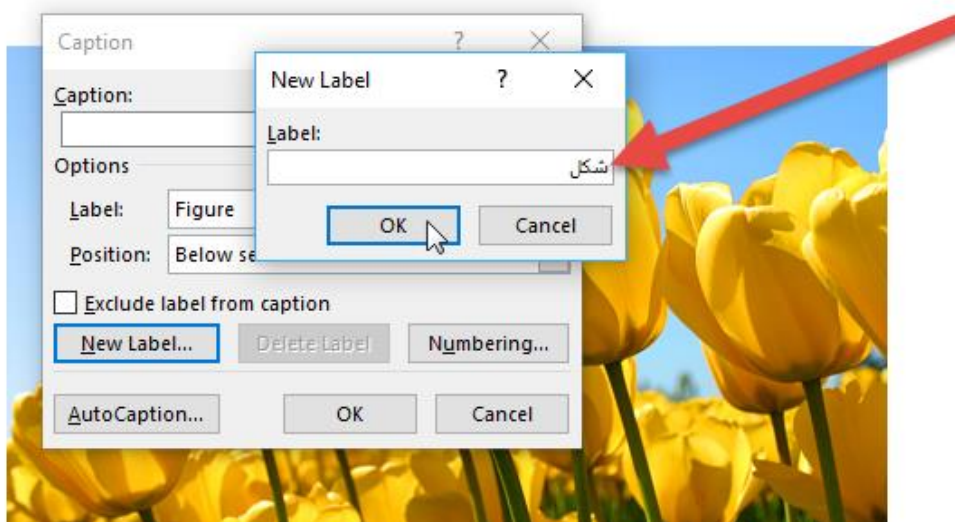 Caption ? ×
Caption:
Options
Label: Figure
Position: Below se
Exclude label from caption
New Label... Delete Label Numbering...
AutoCaption... OK Cancel
New Label ? ×
Label:
شکل
OK Cancel